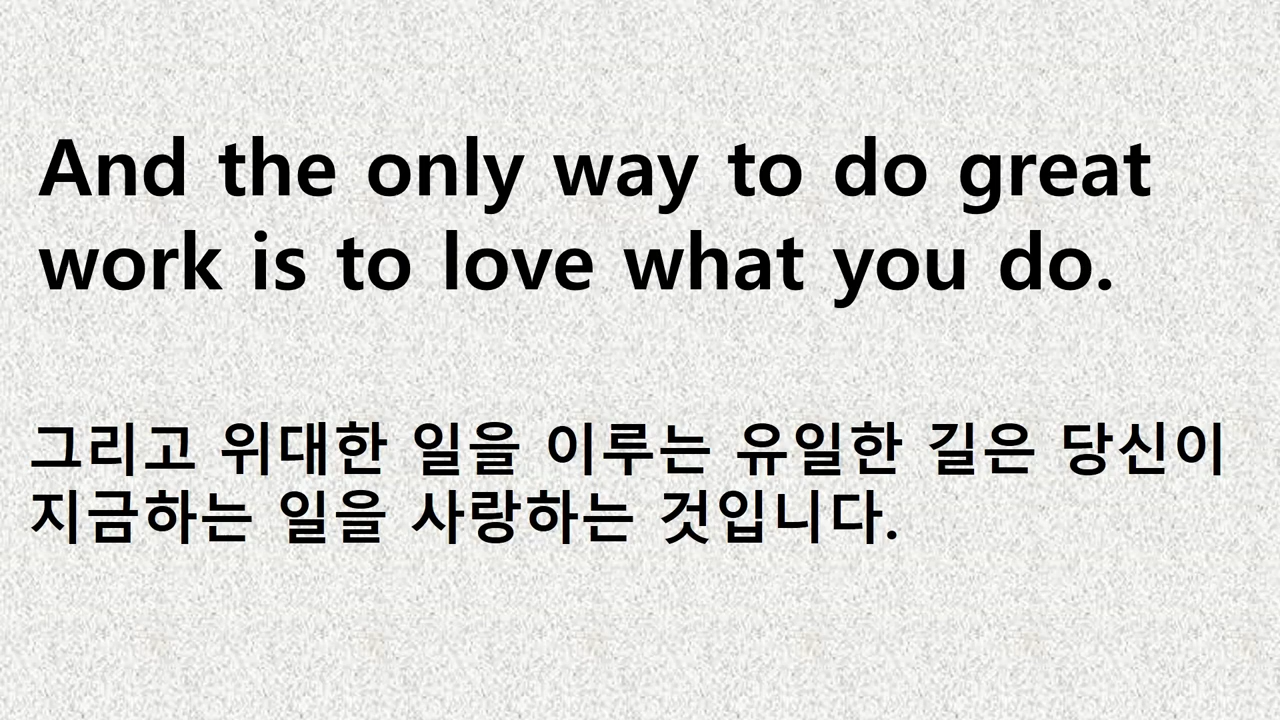 And the only way to do great
work is to love what you do.
그리고 위대한 일을 이루는 유일한 길은 당신이
지금하는 일을 사랑하는 것입니다.